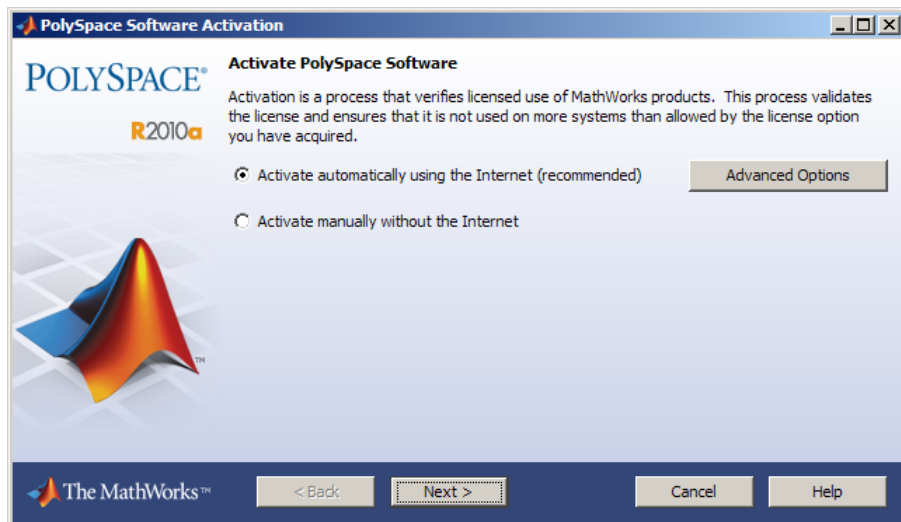 PolySpace Software Activation
POLYSPACE®
R2010a
Activate PolySpace Software
Activation is a process that verifies licensed use of MathWorks products. This process validates
the license and ensures that it is not used on more systems than allowed by the license option
you have acquired.
Activate automatically using the Internet (recommended)
Advanced Options
Activate manually without the Internet
TM
The MathWorks™
< Back
Next >
Cancel
Help